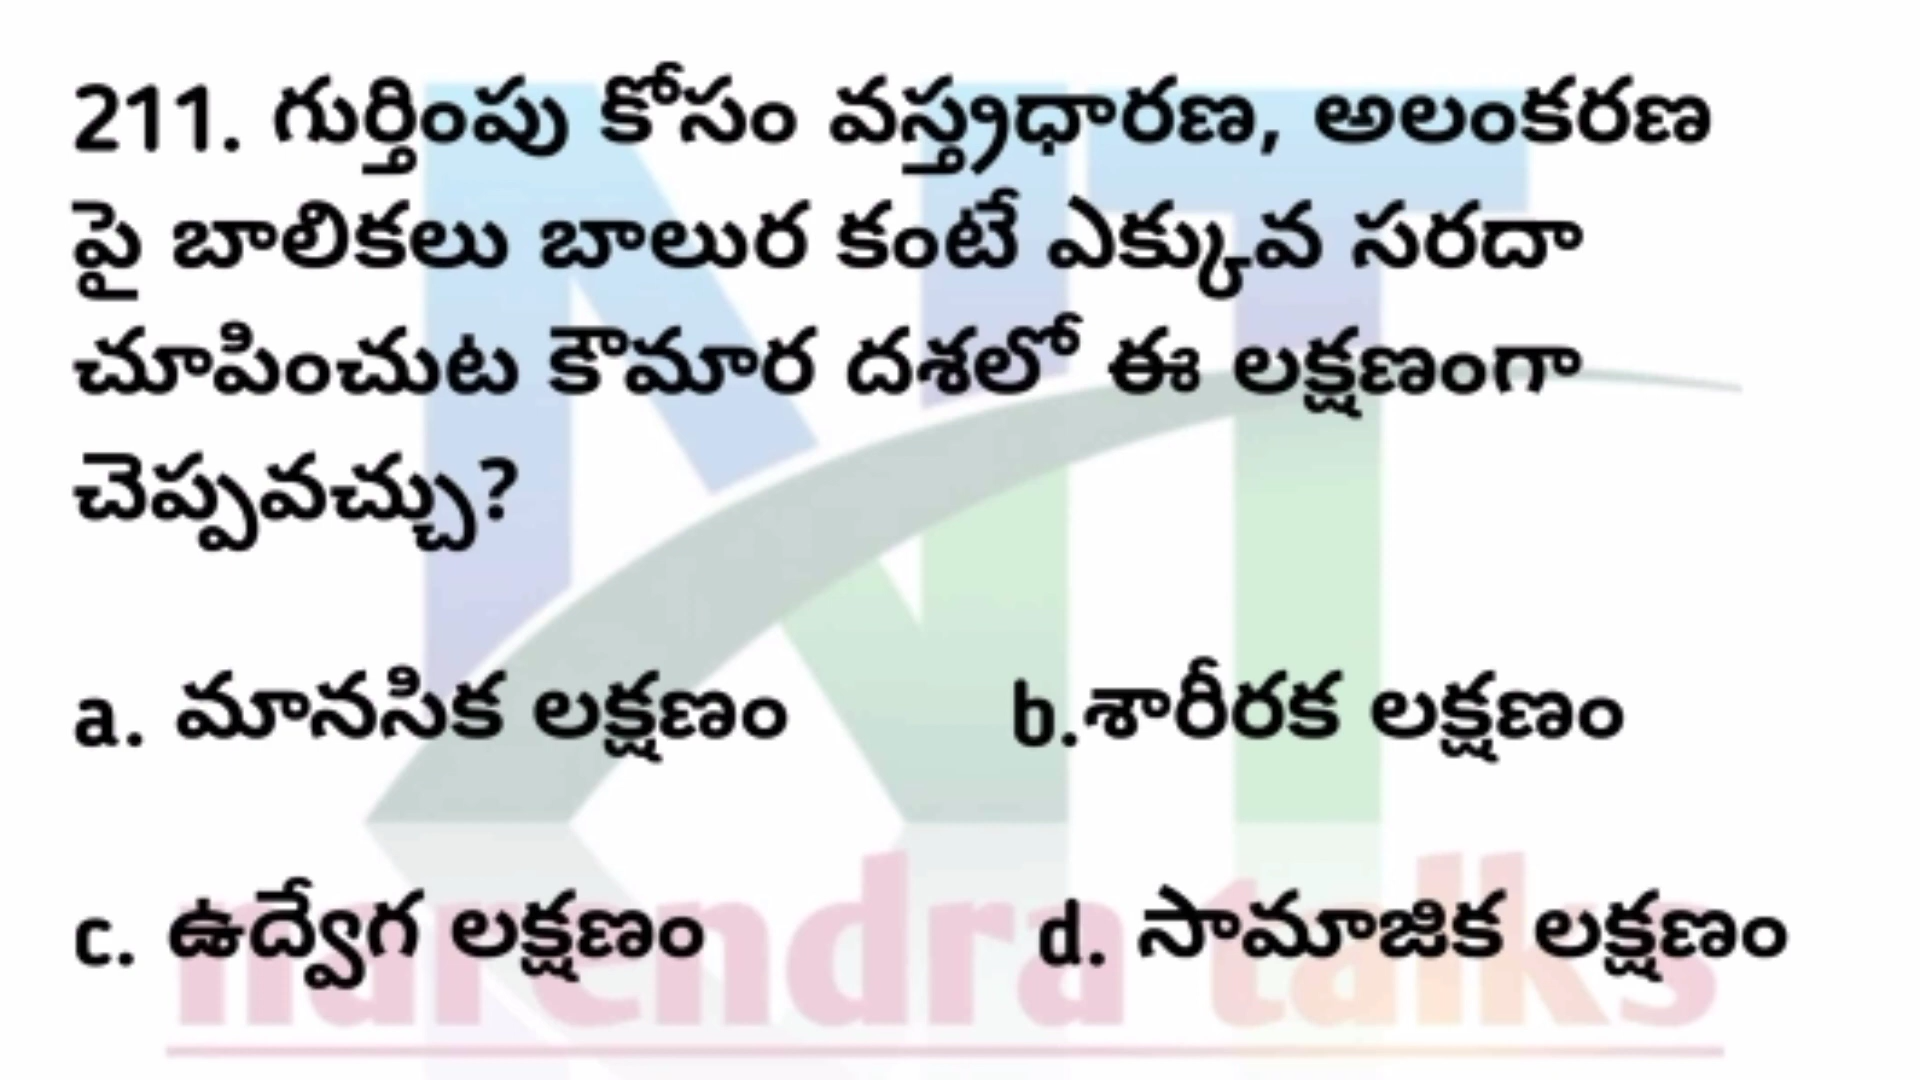 211. గుర్తింపు కోసం వస్త్రధారణ, అలంకరణ
పై బాలికలు బాలుర కంటే ఎక్కువ సరదా
చూపించుట కౌమార దశలో ఈ లక్షణంగా
చెప్పవచ్చు?
a. మానసిక లక్షణం b.శారీరక లక్షణం
c. ఉద్వేగ లక్షణం d. సామాజిక లక్షణం
narendra talks